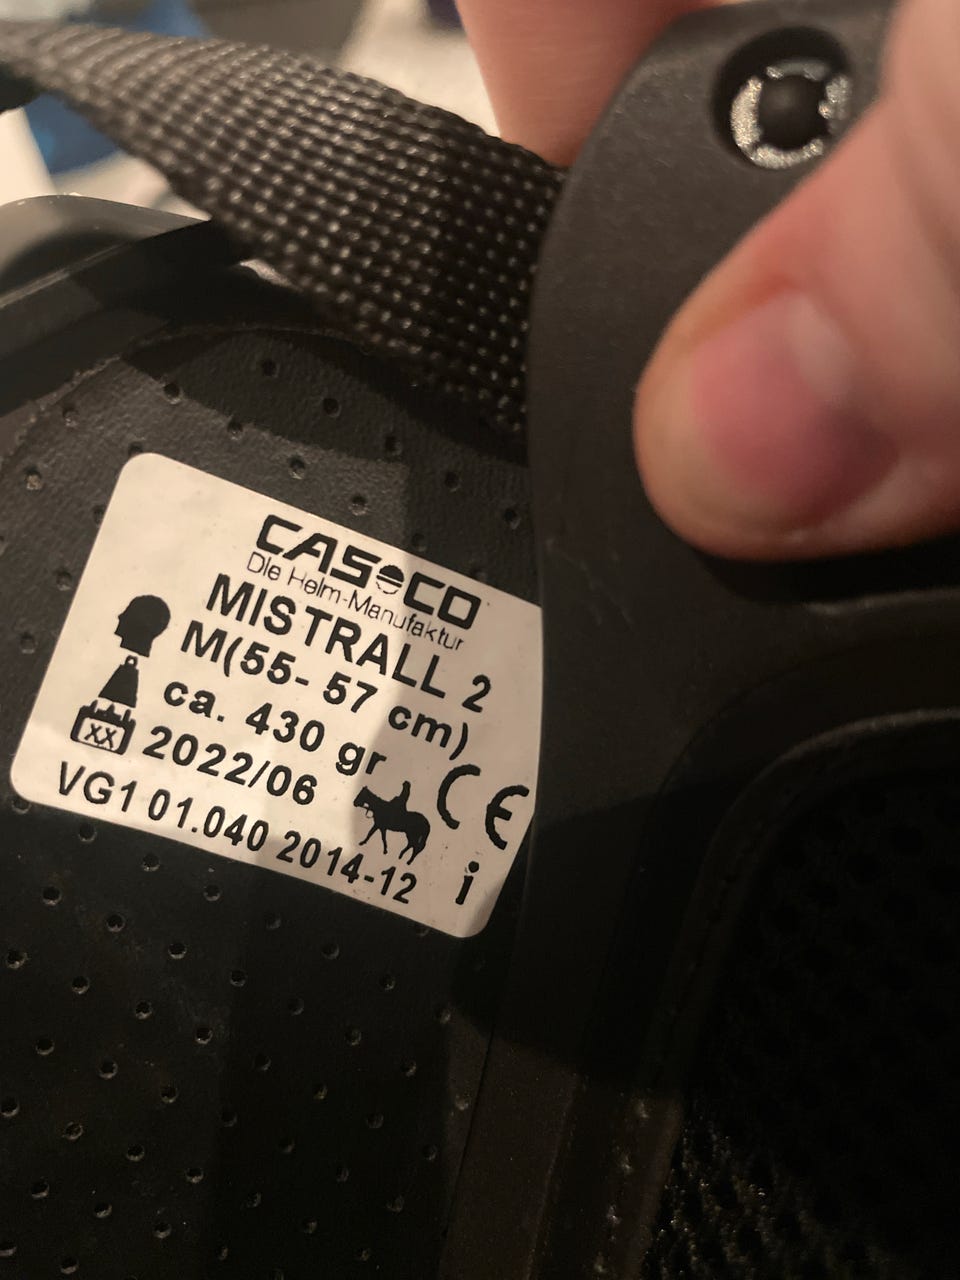 CASCO
Die Helm-Manufaktur
MISTRALL 2
M(55- 57 cm)
ca. 430 gr
XX 2022/06
CE
VG1 01.040 2014-12
i